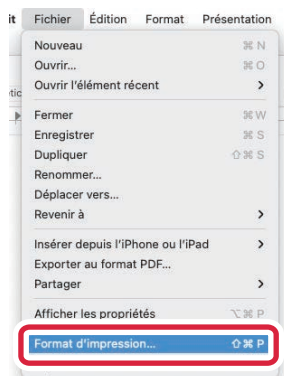 it Fichier Édition Format Présentation
Nouveau ⌘ N
Ouvrir... ⌘ O
Ouvrir l'élément récent >
Fermer ⌘ W
Enregistrer ⌘ S
Dupliquer ⇧ ⌘ S
Renommer...
Déplacer vers...
Revenir à >
Insérer depuis l'iPhone ou l'iPad >
Exporter au format PDF...
Partager >
Afficher les propriétés ⌥ ⌘ P
Format d'impression... ⇧ ⌘ P